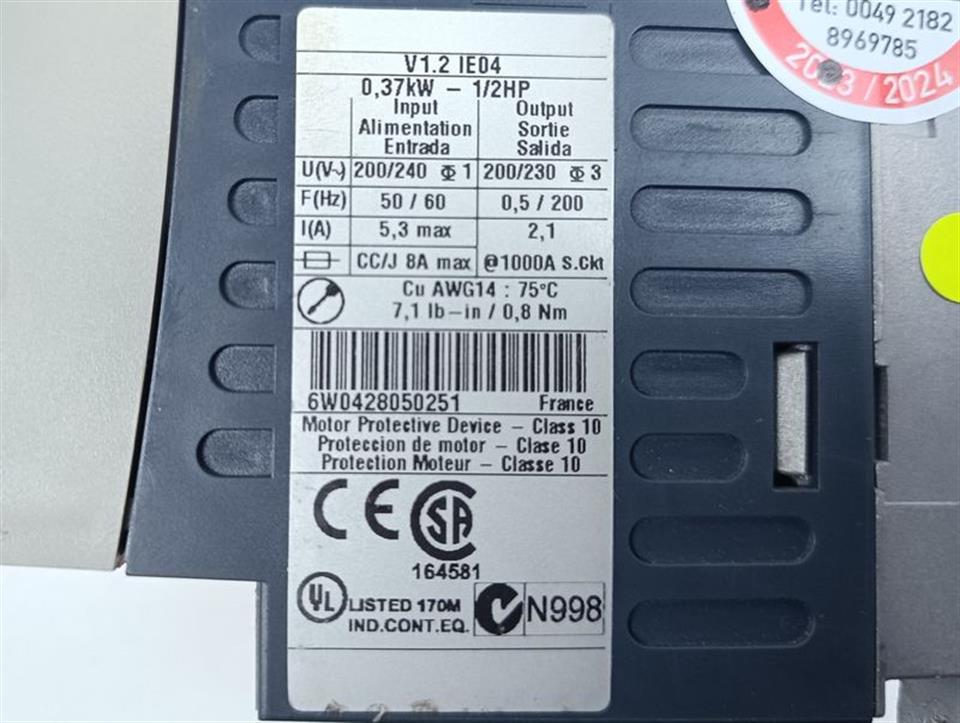 Tel: 0049 2182
8969785
2023 / 2024
V1.2 IE04
0,37kW – 1/2HP
Input Output
Alimentation Sortie
Entrada Salida
U(V~) 200/240 Φ 1 200/230 Φ 3
F(Hz) 50 / 60 0,5 / 200
I(A) 5,3 max 2,1
CC/J 8A max @1000A S.Ckt
Cu AWG14 : 75°C
7,1 lb-in / 0,8 Nm
6W0428050251 France
Motor Protective Device – Class 10
Proteccion de motor – Clase 10
Protection Moteur – Classe 10
CE SA
164581
UL LISTED 170M
IND.CONT.EQ.
N998